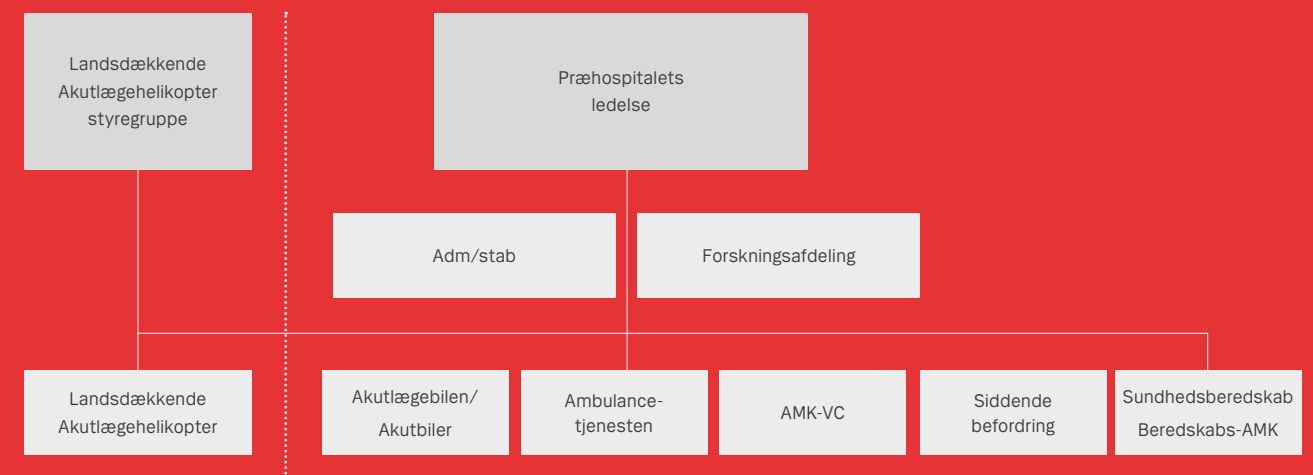 Landsdækkende
Akutlægehelikopter
styregruppe
Præhospitalets
ledelse
Adm/stab
Forskningsafdeling
Landsdækkende
Akutlægehelikopter
Akutlægebilen/
Akutbiler
Ambulance-
tjenesten
AMK-VC
Siddende
befordring
Sundhedsberedskab
Beredskabs-AMK